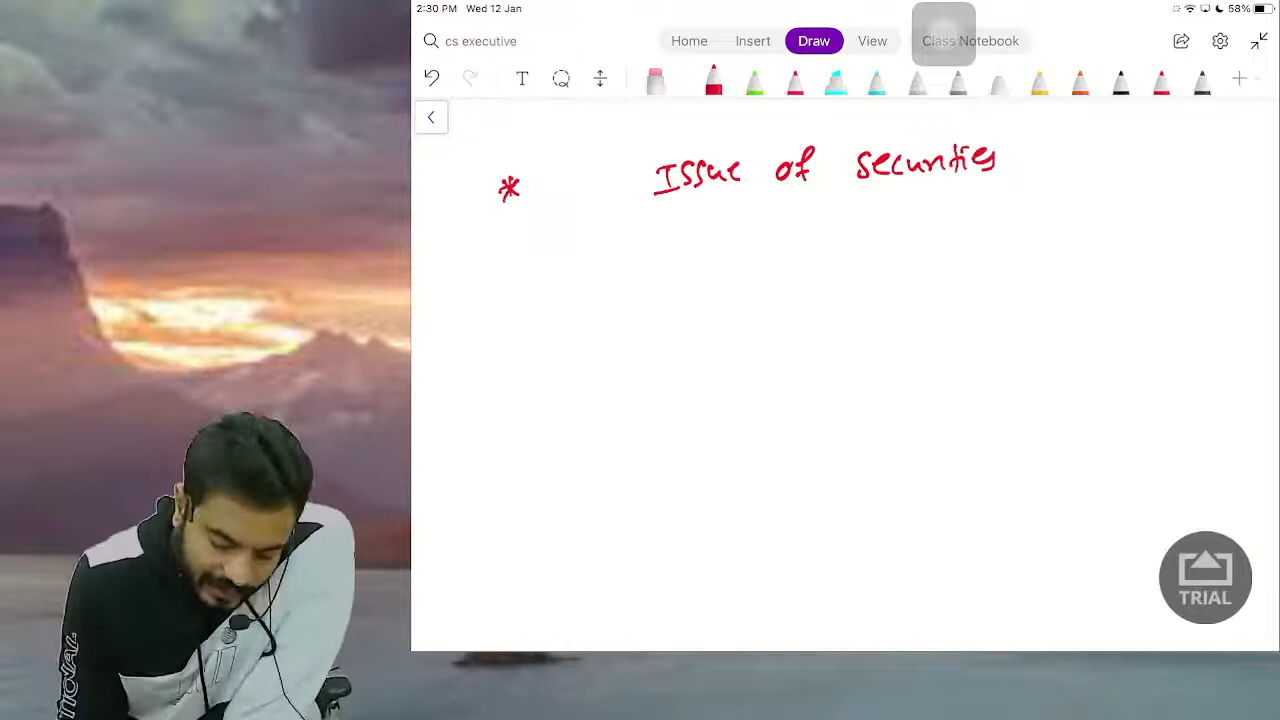 2:30 PM Wed 12 Jan
58%
cs executive
Home Insert Draw View Class Notebook
T
* Issue of securities
TRIAL